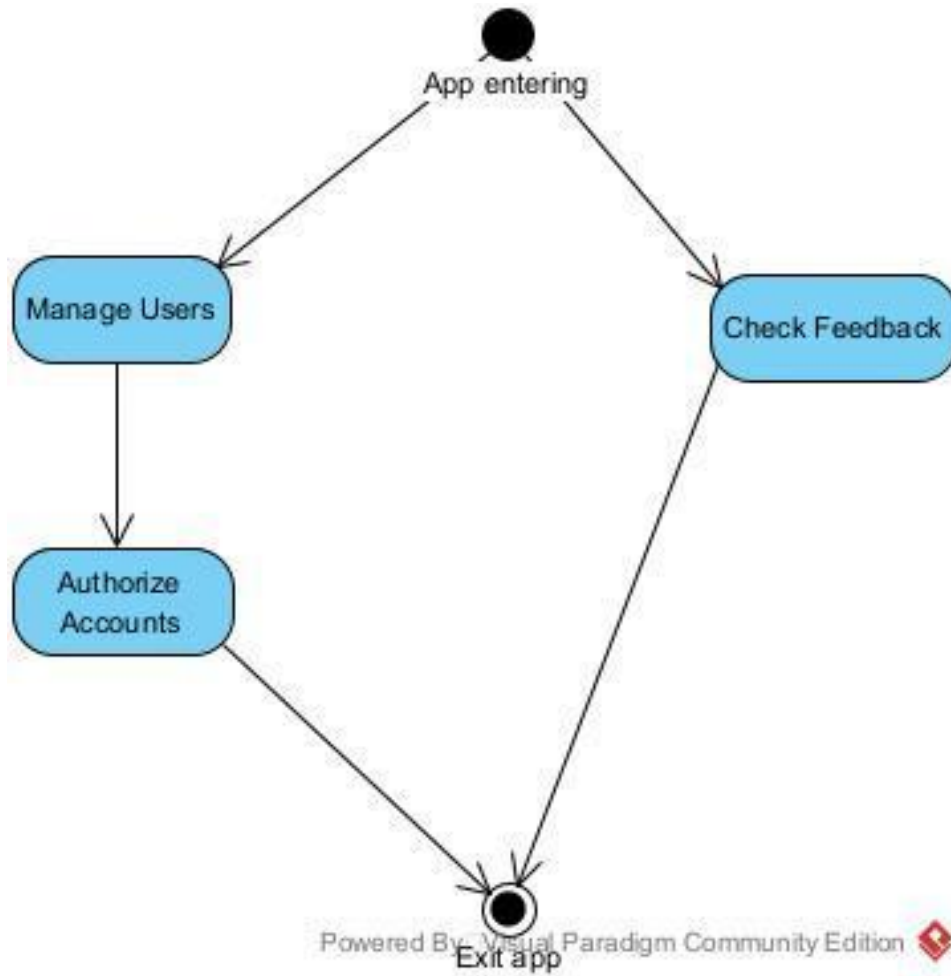 App entering
Manage Users
Check Feedback
Authorize
Accounts
Powered By Visual Paradigm Community Edition
Exit app